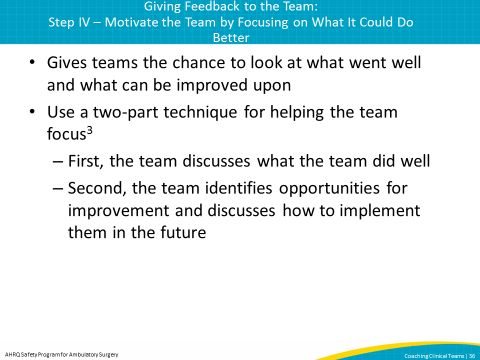 Giving Feedback to the Team:
Step IV – Motivate the Team by Focusing on What It Could Do
Better
• Gives teams the chance to look at what went well
and what can be improved upon
• Use a two-part technique for helping the team
focus3
– First, the team discusses what the team did well
– Second, the team identifies opportunities for
improvement and discusses how to implement
them in the future
AHRQ Safety Program for Ambulatory Surgery
Coaching Clinical Teams | 36